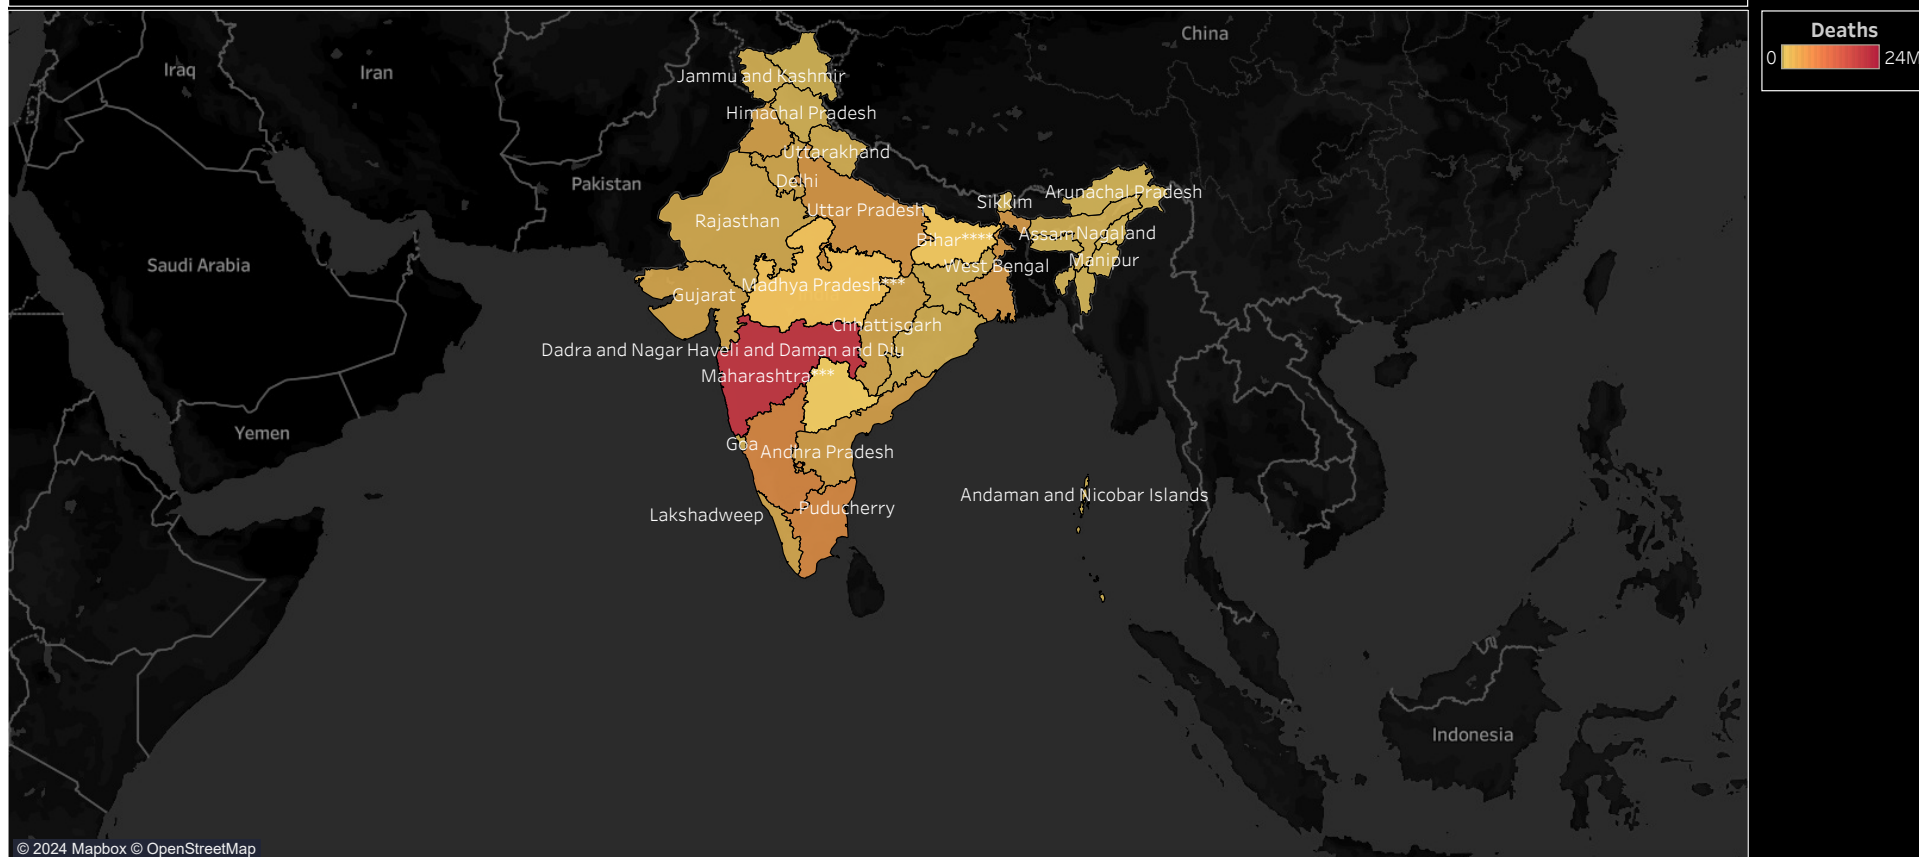 China
Deaths
0
24M
Iraq
Iran
Jammu and Kashmir
Himachal Pradesh
Uttarakhand
Pakistan
Delhi
Arunachal Pradesh
Sikkim
Uttar Pradesh
Rajasthan
Bihar****
Assam
Nagaland
Saudi Arabia
Manipur
West Bengal
Madhya Pradesh***
Gujarat
Chhattisgarh
Dadra and Nagar Haveli and Daman and Diu
Maharashtra***
Yemen
Goa
Andhra Pradesh
Andaman and Nicobar Islands
Puducherry
Lakshadweep
Indonesia
© 2024 Mapbox © OpenStreetMap